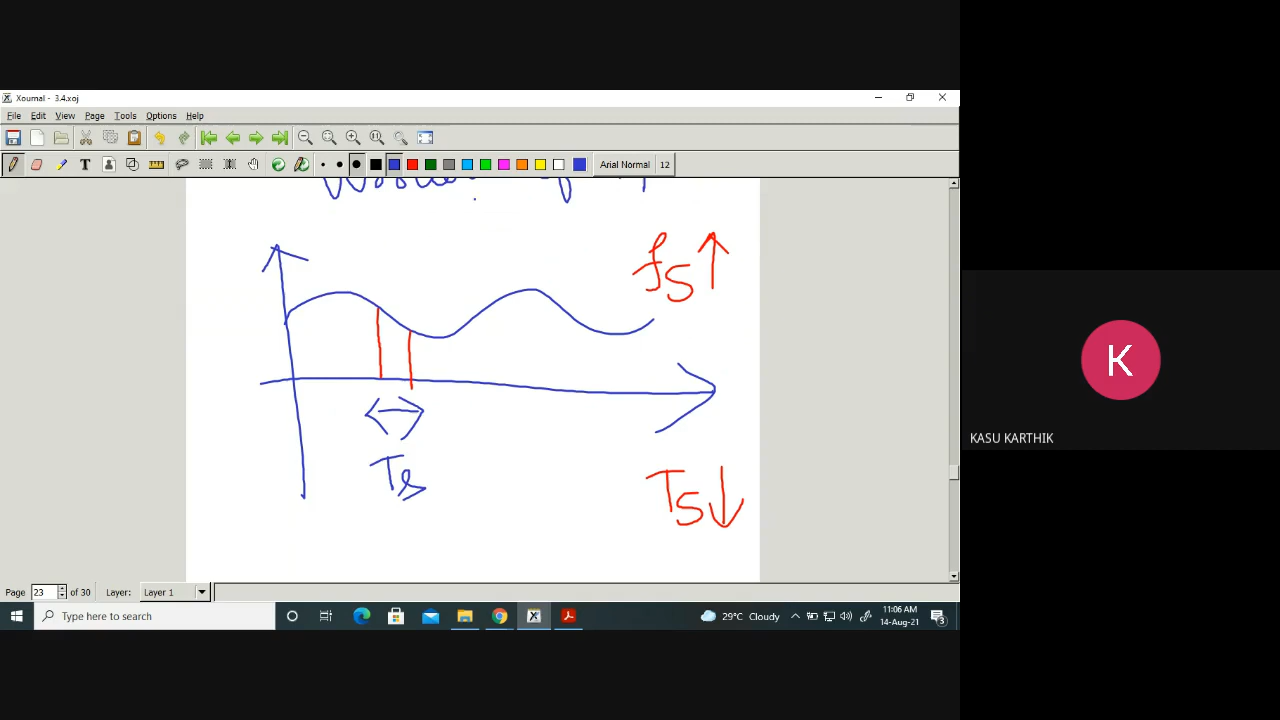 Xournal - 3.4.xoj
File Edit View Page Tools Options Help
Arial Normal 12
fs↑
Ts
Ts↓
K
KASU KARTHIK
Page 23 of 30 Layer: Layer 1
Type here to search
29°C Cloudy
11:06 AM
14-Aug-21
3